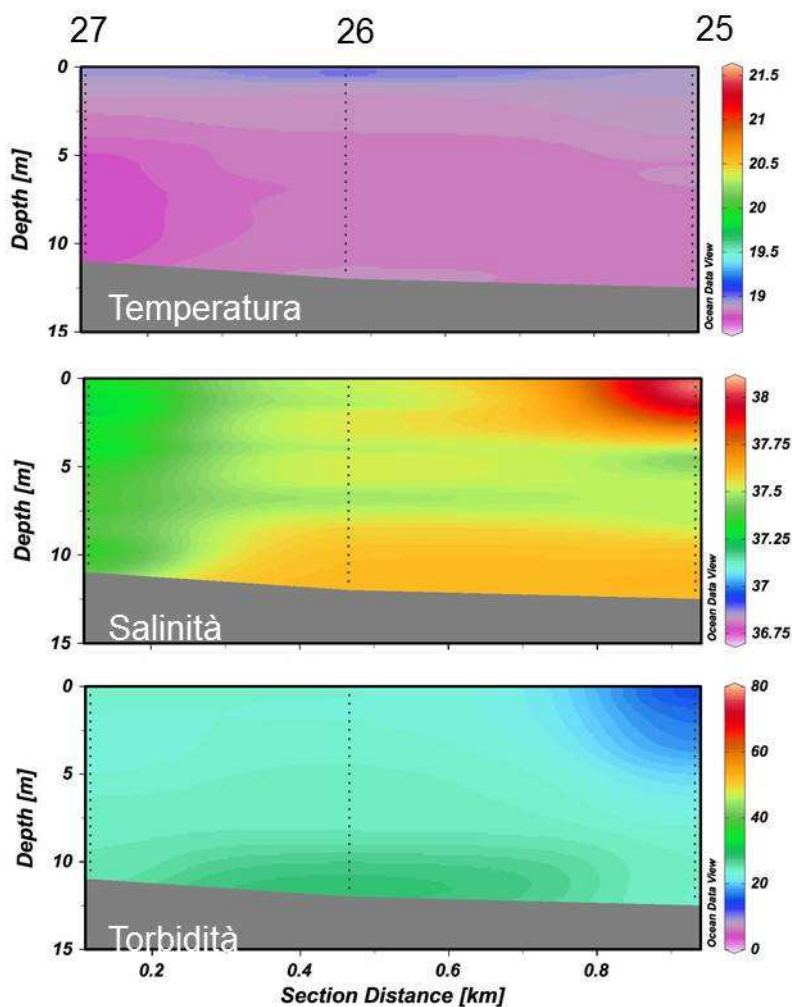 27 26 25
0
5
10
15
Depth [m]
Temperatura
Ocean Data View
21.5
21
20.5
20
19.5
19
0
5
10
15
Depth [m]
Salinità
Ocean Data View
38
37.75
37.5
37.25
37
36.75
0
5
10
15
Depth [m]
Torbidità
Ocean Data View
80
60
40
20
0
0.2 0.4 0.6 0.8
Section Distance [km]